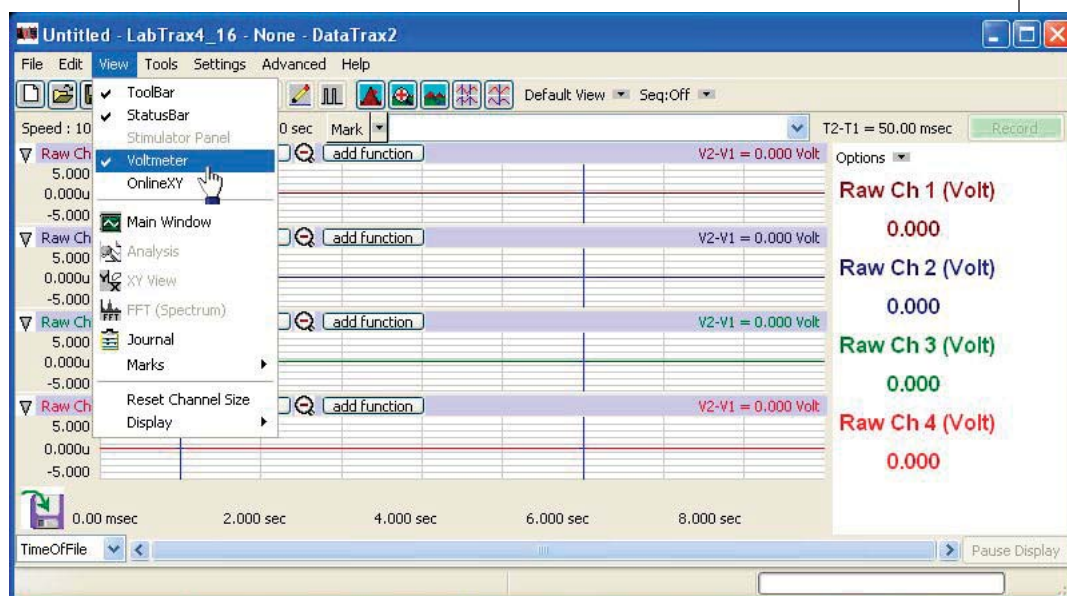 Untitled - LabTrax4_16 - None - DataTrax2
File Edit View Tools Settings Advanced Help
Default View Seq:Off
ToolBar
StatusBar
Stimulator Panel
Voltmeter
OnlineXY
Main Window
Analysis
XY View
FFT (Spectrum)
Journal
Marks
Reset Channel Size
Display
Speed : 10 0 sec Mark T2-T1 = 50.00 msec Record
Raw Ch add function V2-V1 = 0.000 Volt
5.000
0.000u
-5.000
Raw Ch add function V2-V1 = 0.000 Volt
5.000
0.000u
-5.000
Raw Ch add function V2-V1 = 0.000 Volt
5.000
0.000u
-5.000
Raw Ch add function V2-V1 = 0.000 Volt
5.000
0.000u
-5.000
Options
Raw Ch 1 (Volt)
0.000
Raw Ch 2 (Volt)
0.000
Raw Ch 3 (Volt)
0.000
Raw Ch 4 (Volt)
0.000
0.00 msec 2.000 sec 4.000 sec 6.000 sec 8.000 sec
TimeOfFile Pause Display